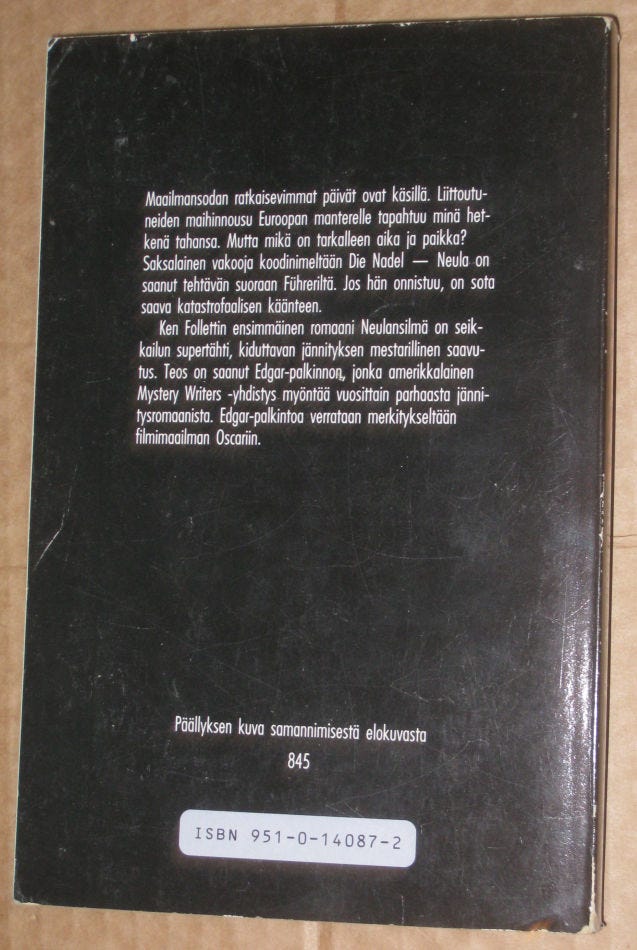 Maailmansodan ratkaisevimmat päivät ovat käsillä. Liittoutu-
neiden maihinnousu Euroopan manterelle tapahtuu minä het-
kenä tahansa. Mutta mikä on tarkalleen aika ja paikka?
Saksalainen vakooja koodinimeltään Die Nadel — Neula on
saanut tehtävän suoraan Führeriltä. Jos hän onnistuu, on sota
saava katastrofaalisen käänteen.
Ken Follettin ensimmäinen romaani Neulansilmä on seik-
kailun supertähti, kiduttavan jännityksen mestarillinen saavu-
tus. Teos on saanut Edgar-palkinnon, jonka amerikkalainen
Mystery Writers -yhdistys myöntää vuosittain parhaasta jänni-
tysromaanista. Edgar-palkintoa verrataan merkitykseltään
filmimaailman Oscariin.
Päällyksen kuva samannimisestä elokuvasta
845
ISBN 951-0-14087-2